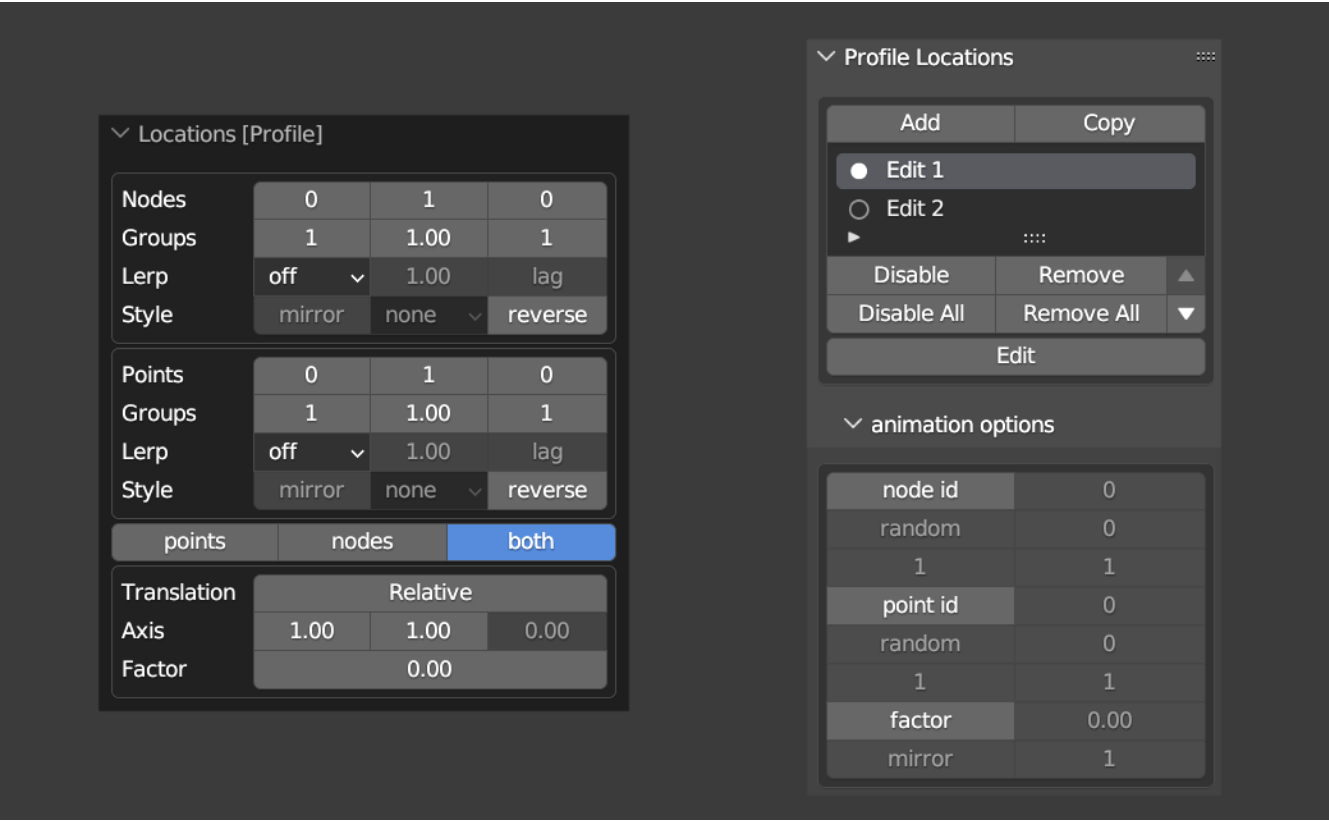 Locations [Profile]
Nodes 0 1 0
Groups 1 1.00 1
Lerp off 1.00 lag
Style mirror none reverse
Points 0 1 0
Groups 1 1.00 1
Lerp off 1.00 lag
Style mirror none reverse
points nodes both
Translation Relative
Axis 1.00 1.00 0.00
Factor 0.00
Profile Locations
Add Copy
Edit 1
Edit 2
Disable Remove
Disable All Remove All
Edit
animation options
node id 0
random 0
1 1
point id 0
random 0
1 1
factor 0.00
mirror 1